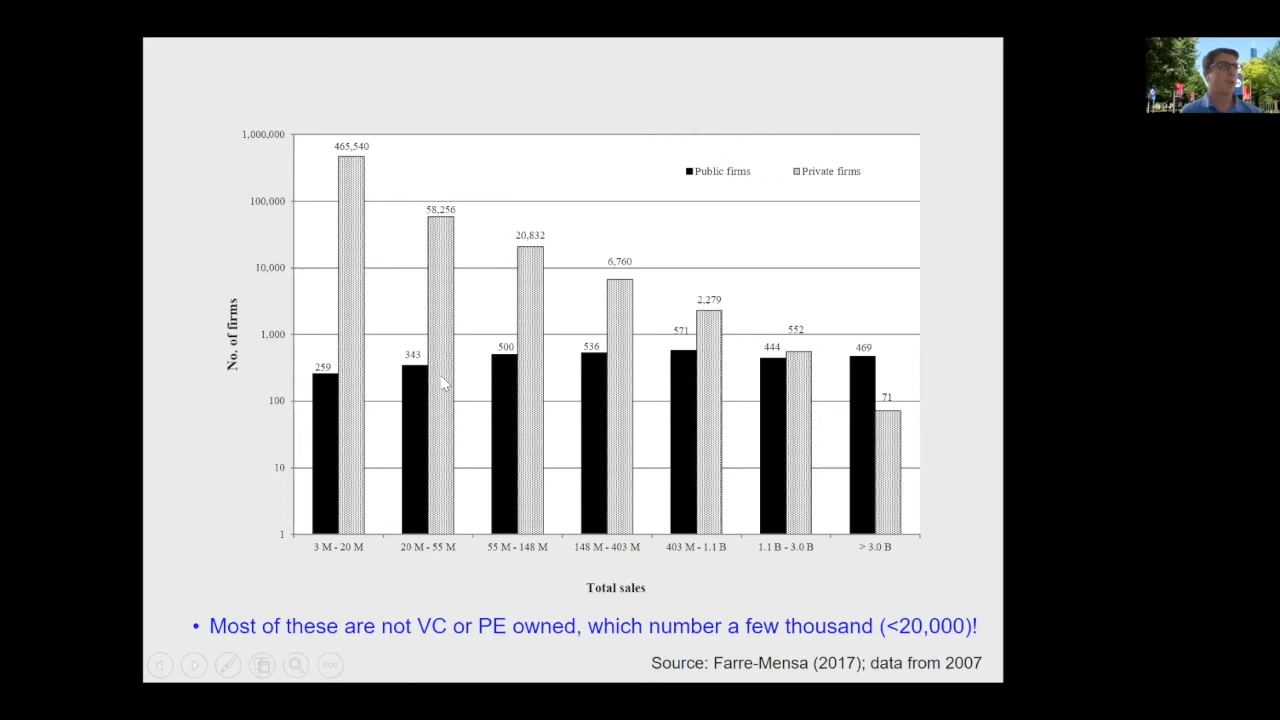 1,000,000
465,540
Public firms
Private firms
100,000
58,256
20,832
10,000
6,760
2,279
No. of firms
1,000
571
552
500
536
444
469
343
259
100
71
10
1
3 M - 20 M
20 M - 55 M
55 M - 148 M
148 M - 403 M
403 M - 1.1 B
1.1 B - 3.0 B
> 3.0 B
Total sales
• Most of these are not VC or PE owned, which number a few thousand (<20,000)!
Source: Farre-Mensa (2017); data from 2007